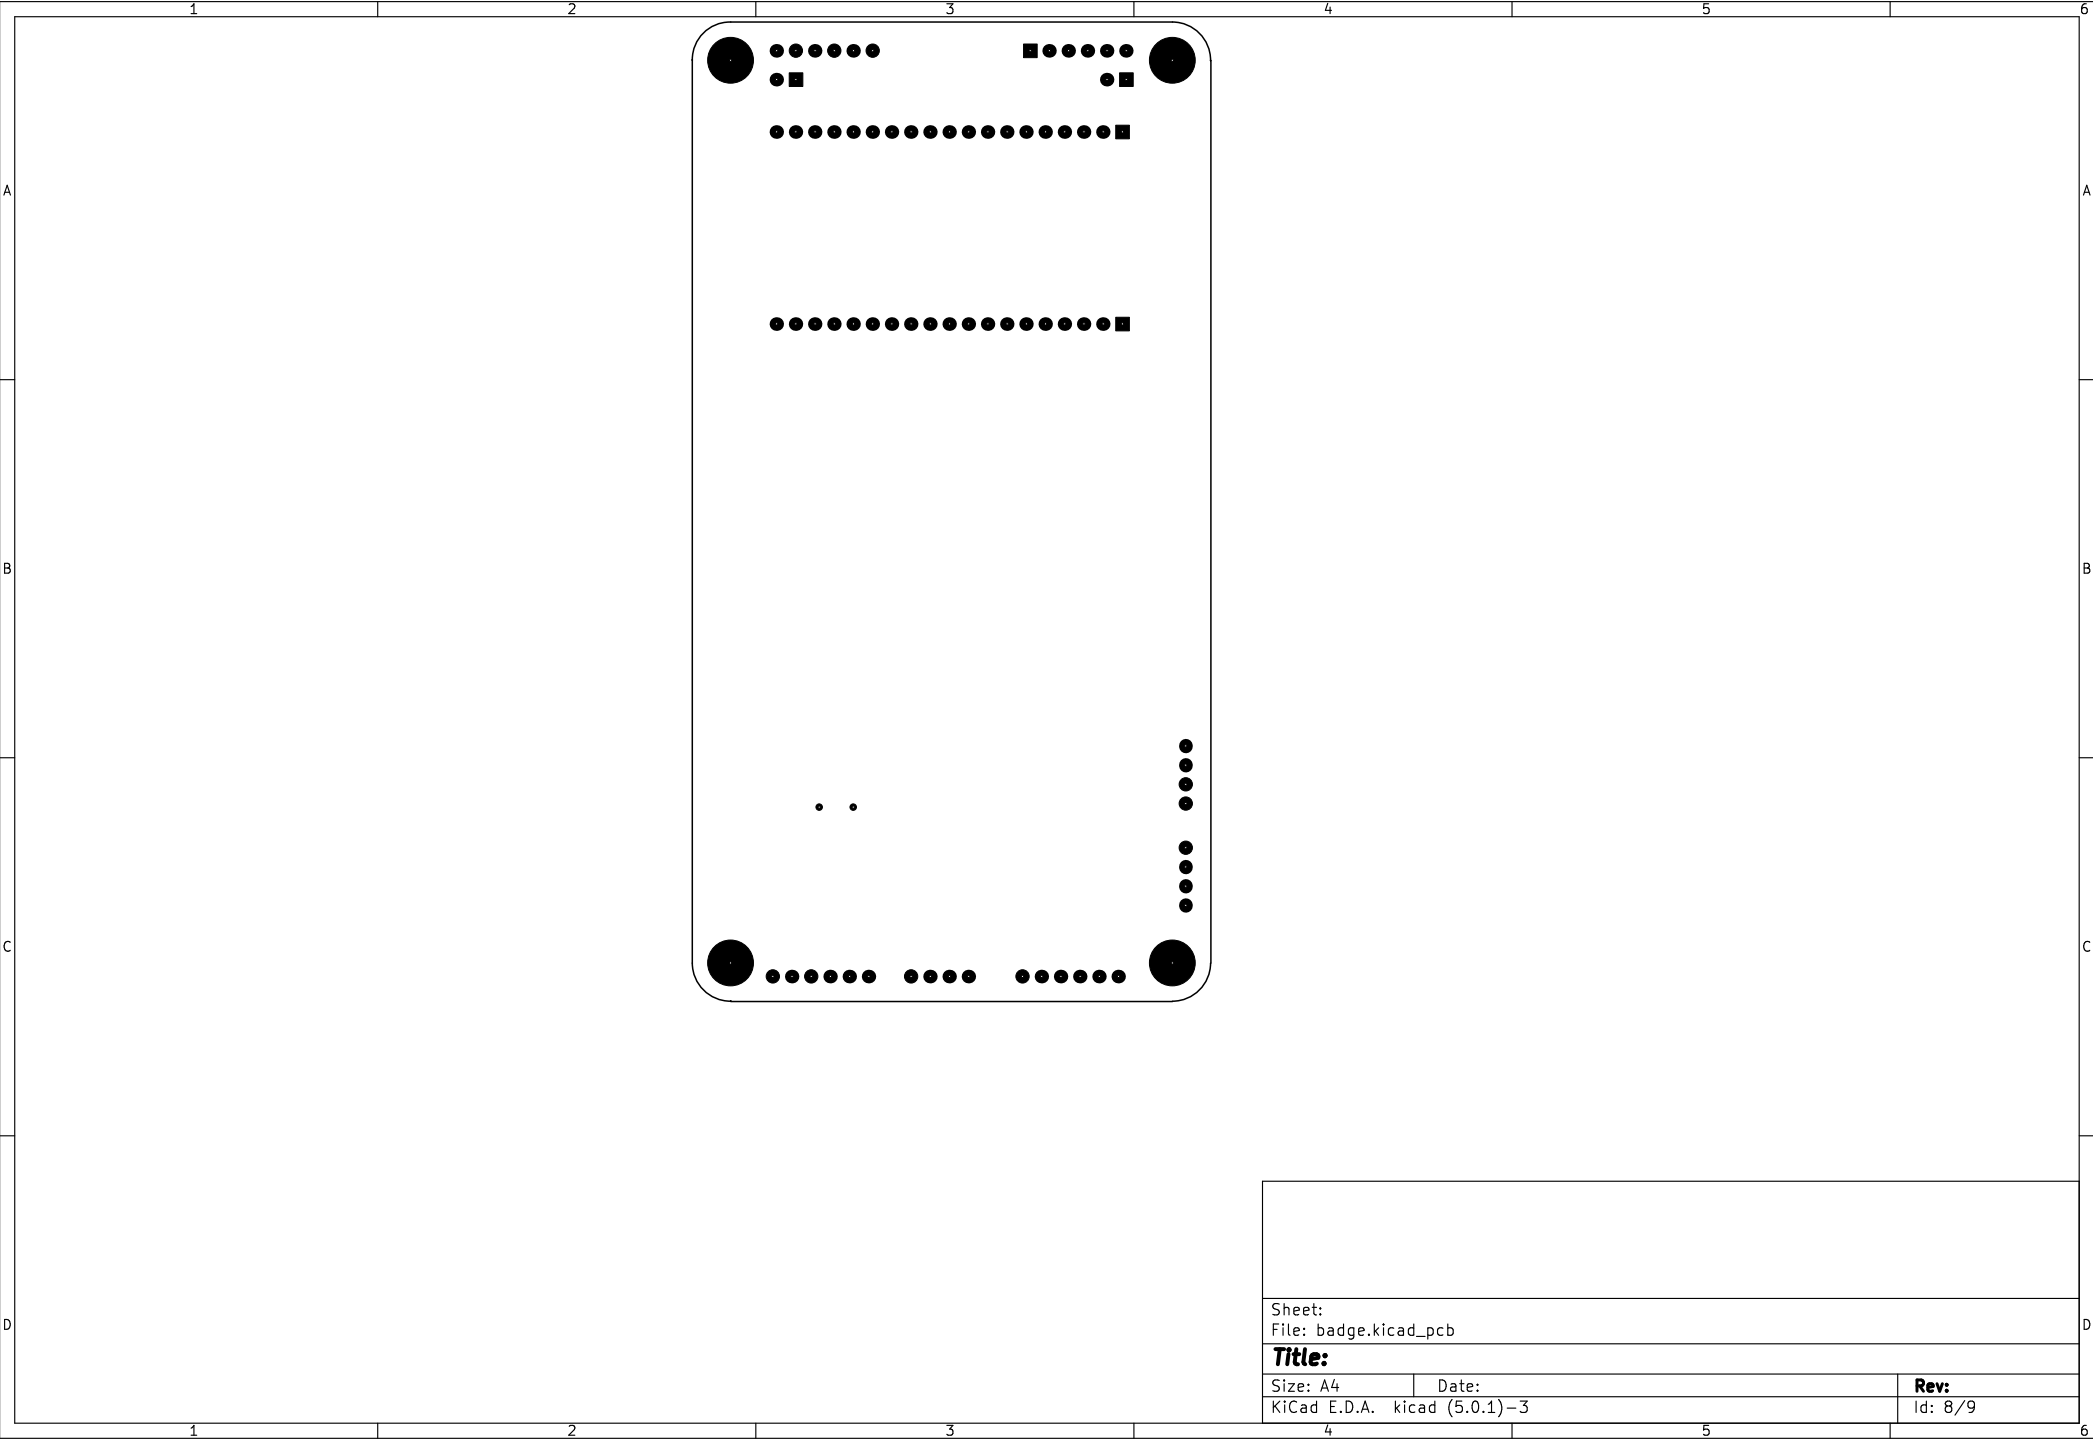 1 2 3 4 5 6
A A
B B
C C
D D
Sheet:
File: badge.kicad_pcb
Title:
Size: A4 Date: Rev:
KiCad E.D.A. kicad (5.0.1)-3 Id: 8/9
1 2 3 4 5 6